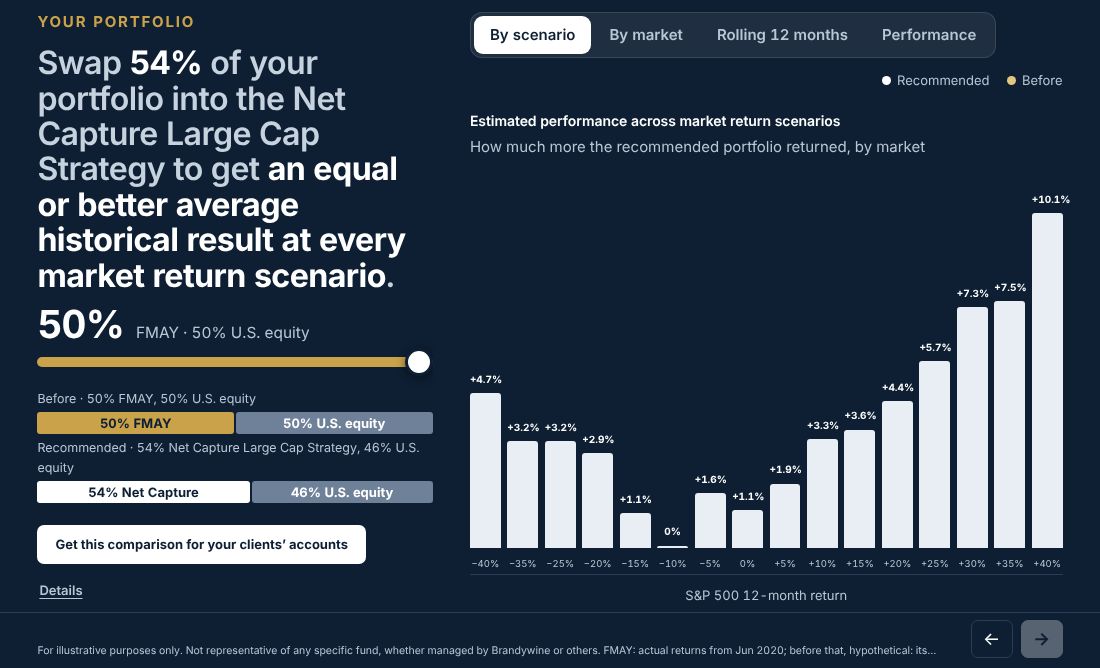 YOUR PORTFOLIO
Swap 54% of your
portfolio into the Net
Capture Large Cap
Strategy to get an equal
or better average
historical result at every
market return scenario.
50% FMAY · 50% U.S. equity
Before · 50% FMAY, 50% U.S. equity
50% FMAY 50% U.S. equity
Recommended · 54% Net Capture Large Cap Strategy, 46% U.S.
equity
54% Net Capture 46% U.S. equity
Get this comparison for your clients’ accounts
Details
By scenario By market Rolling 12 months Performance
Recommended Before
Estimated performance across market return scenarios
How much more the recommended portfolio returned, by market
+4.7% +3.2% +3.2% +2.9% +1.1% 0% +1.6% +1.1% +1.9% +3.3% +3.6% +4.4% +5.7% +7.3% +7.5% +10.1%
−40% −35% −25% −20% −15% −10% −5% 0% +5% +10% +15% +20% +25% +30% +35% +40%
S&P 500 12-month return
For illustrative purposes only. Not representative of any specific fund, whether managed by Brandywine or others. FMAY: actual returns from Jun 2020; before that, hypothetical: its…